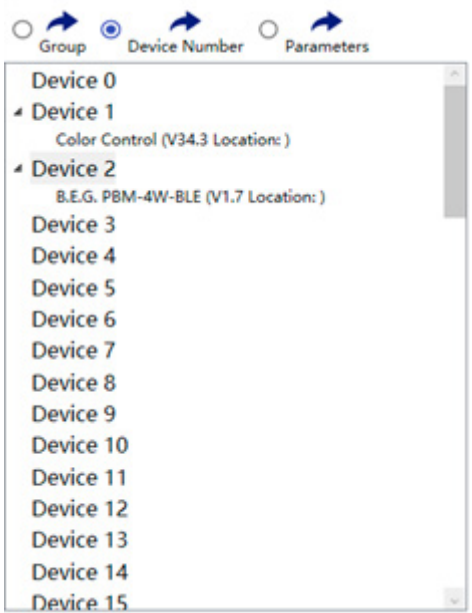 Group Device Number Parameters
Device 0
Device 1
Color Control (V34.3 Location: )
Device 2
B.E.G. PBM-4W-BLE (V1.7 Location: )
Device 3
Device 4
Device 5
Device 6
Device 7
Device 8
Device 9
Device 10
Device 11
Device 12
Device 13
Device 14
Device 15